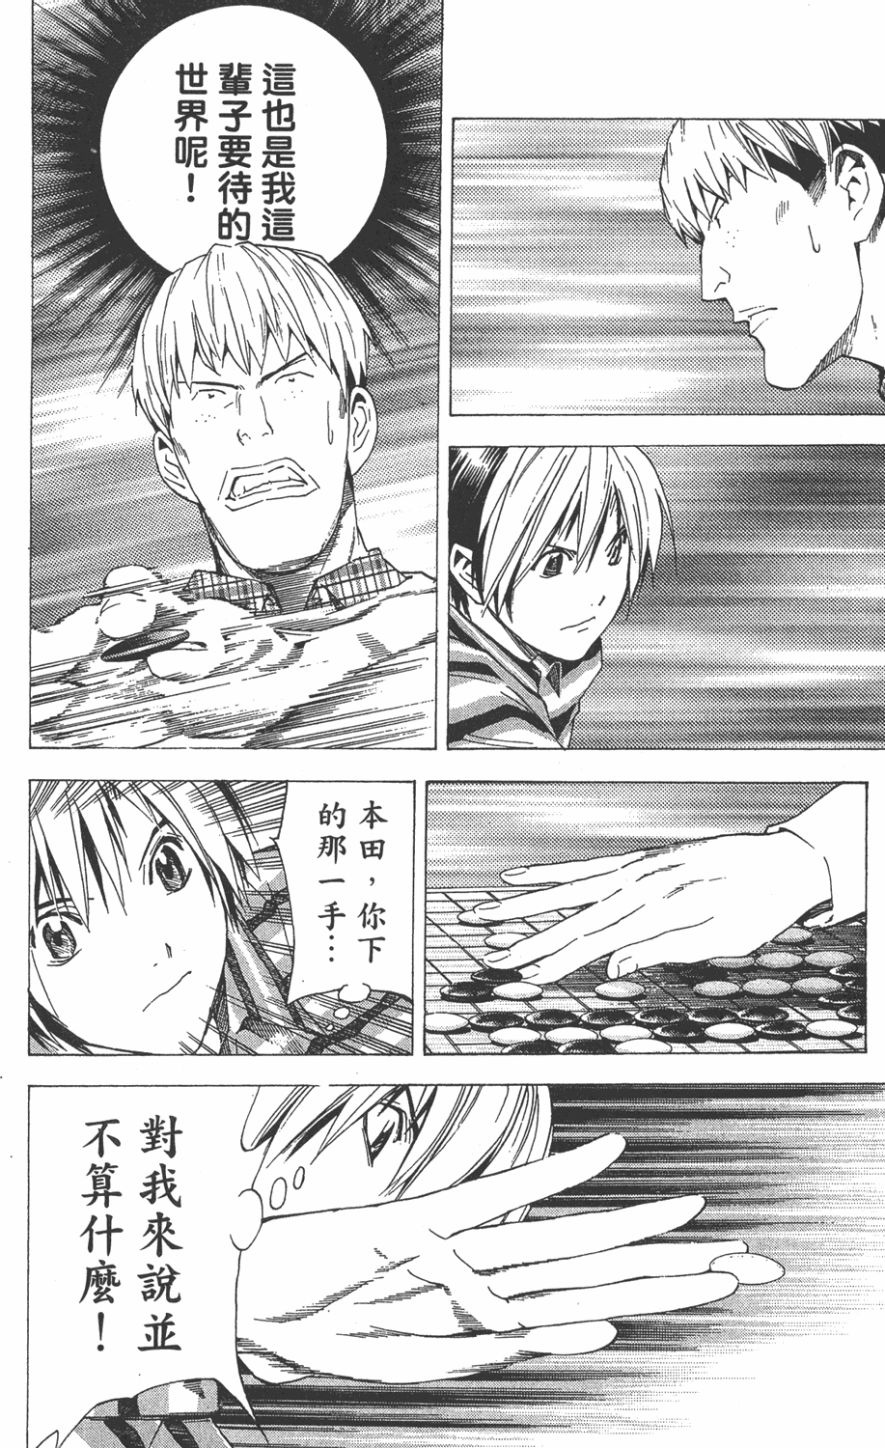 這也是我這
輩子要待的
世界呢！
本田，你下
的那一手…
對我來說並
不算什麼！